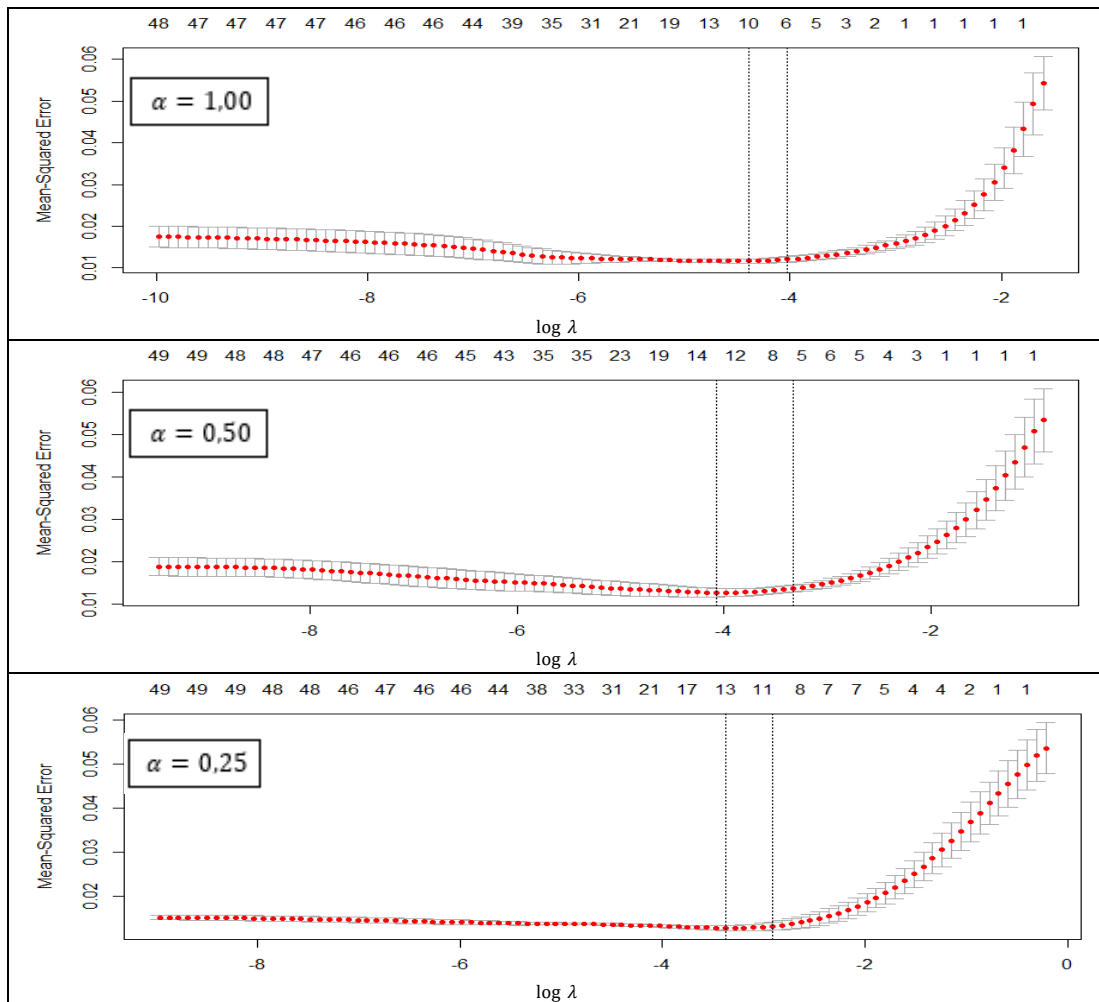 48 47 47 47 47 46 46 46 44 39 35 31 21 19 13 10 6 5 3 2 1 1 1 1 1
0.06
0.05
0.04
0.03
0.02
0.01
Mean-Squared Error
α = 1,00
-10 -8 -6 -4 -2
log λ
49 49 48 48 47 46 46 46 45 43 35 35 23 19 14 12 8 5 6 5 4 3 1 1 1 1
0.06
0.05
0.04
0.03
0.02
0.01
Mean-Squared Error
α = 0,50
-8 -6 -4 -2
log λ
49 49 49 48 48 46 47 46 46 44 38 33 31 21 17 13 11 8 7 7 5 4 4 2 1 1
0.06
0.05
0.04
0.03
0.02
Mean-Squared Error
α = 0,25
-8 -6 -4 -2 0
log λ